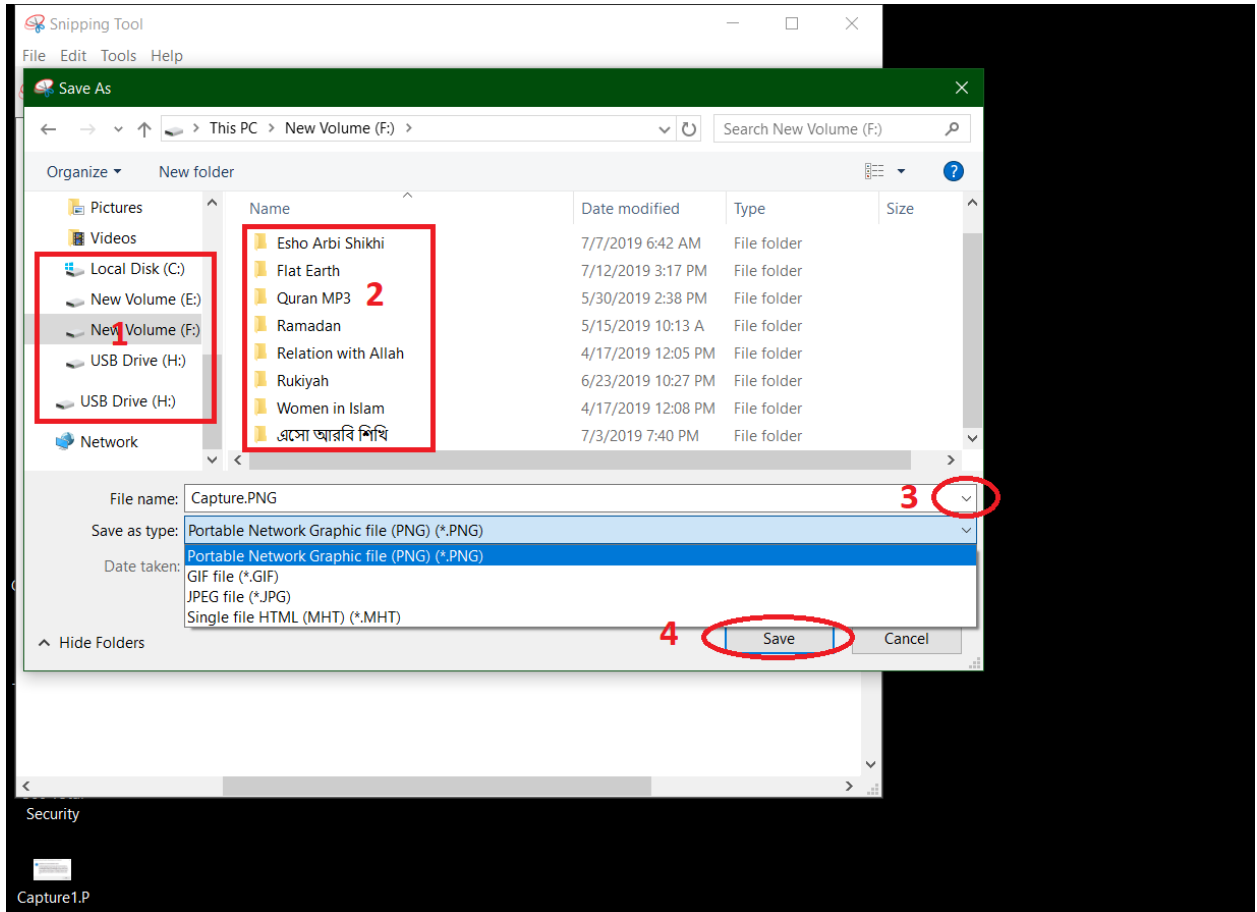 Snipping Tool
File Edit Tools Help
Save As
This PC > New Volume (F:) >
Search New Volume (F:)
Organize New folder
Pictures
Videos
Local Disk (C:)
New Volume (E:)
New Volume (F:)
USB Drive (H:)
USB Drive (H:)
Network
1
Name Date modified Type Size
Esho Arbi Shikhi 7/7/2019 6:42 AM File folder
Flat Earth 7/12/2019 3:17 PM File folder
Quran MP3 5/30/2019 2:38 PM File folder
Ramadan 5/15/2019 10:13 A File folder
Relation with Allah 4/17/2019 12:05 PM File folder
Rukiyah 6/23/2019 10:27 PM File folder
Women in Islam 4/17/2019 12:08 PM File folder
এসো আরবি শিখি 7/3/2019 7:40 PM File folder
2
File name: Capture.PNG
3
Save as type: Portable Network Graphic file (PNG) (*.PNG)
Portable Network Graphic file (PNG) (*.PNG)
Date taken:
GIF file (*.GIF)
JPEG file (*.JPG)
Single file HTML (MHT) (*.MHT)
Hide Folders
4
Save Cancel
Security
Capture1.P